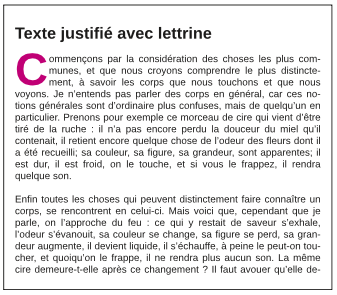 Texte justifié avec lettrine
Commençons par la considération des choses les plus com-
munes, et que nous croyons comprendre le plus distincte-
ment, à savoir les corps que nous touchons et que nous
voyons. Je n'entends pas parler des corps en général, car ces no-
tions générales sont d'ordinaire plus confuses, mais de quelqu'un en
particulier. Prenons pour exemple ce morceau de cire qui vient d'être
tiré de la ruche : il n'a pas encore perdu la douceur du miel qu'il
contenait, il retient encore quelque chose de l'odeur des fleurs dont il
a été recueilli; sa couleur, sa figure, sa grandeur, sont apparentes; il
est dur, il est froid, on le touche, et si vous le frappez, il rendra
quelque son.
Enfin toutes les choses qui peuvent distinctement faire connaître un
corps, se rencontrent en celui-ci. Mais voici que, cependant que je
parle, on l'approche du feu : ce qui y restait de saveur s'exhale,
l'odeur s'évanouit, sa couleur se change, sa figure se perd, sa gran-
deur augmente, il devient liquide, il s'échauffe, à peine le peut-on tou-
cher, et quoiqu'on le frappe, il ne rendra plus aucun son. La même
cire demeure-t-elle après ce changement ? Il faut avouer qu'elle de-